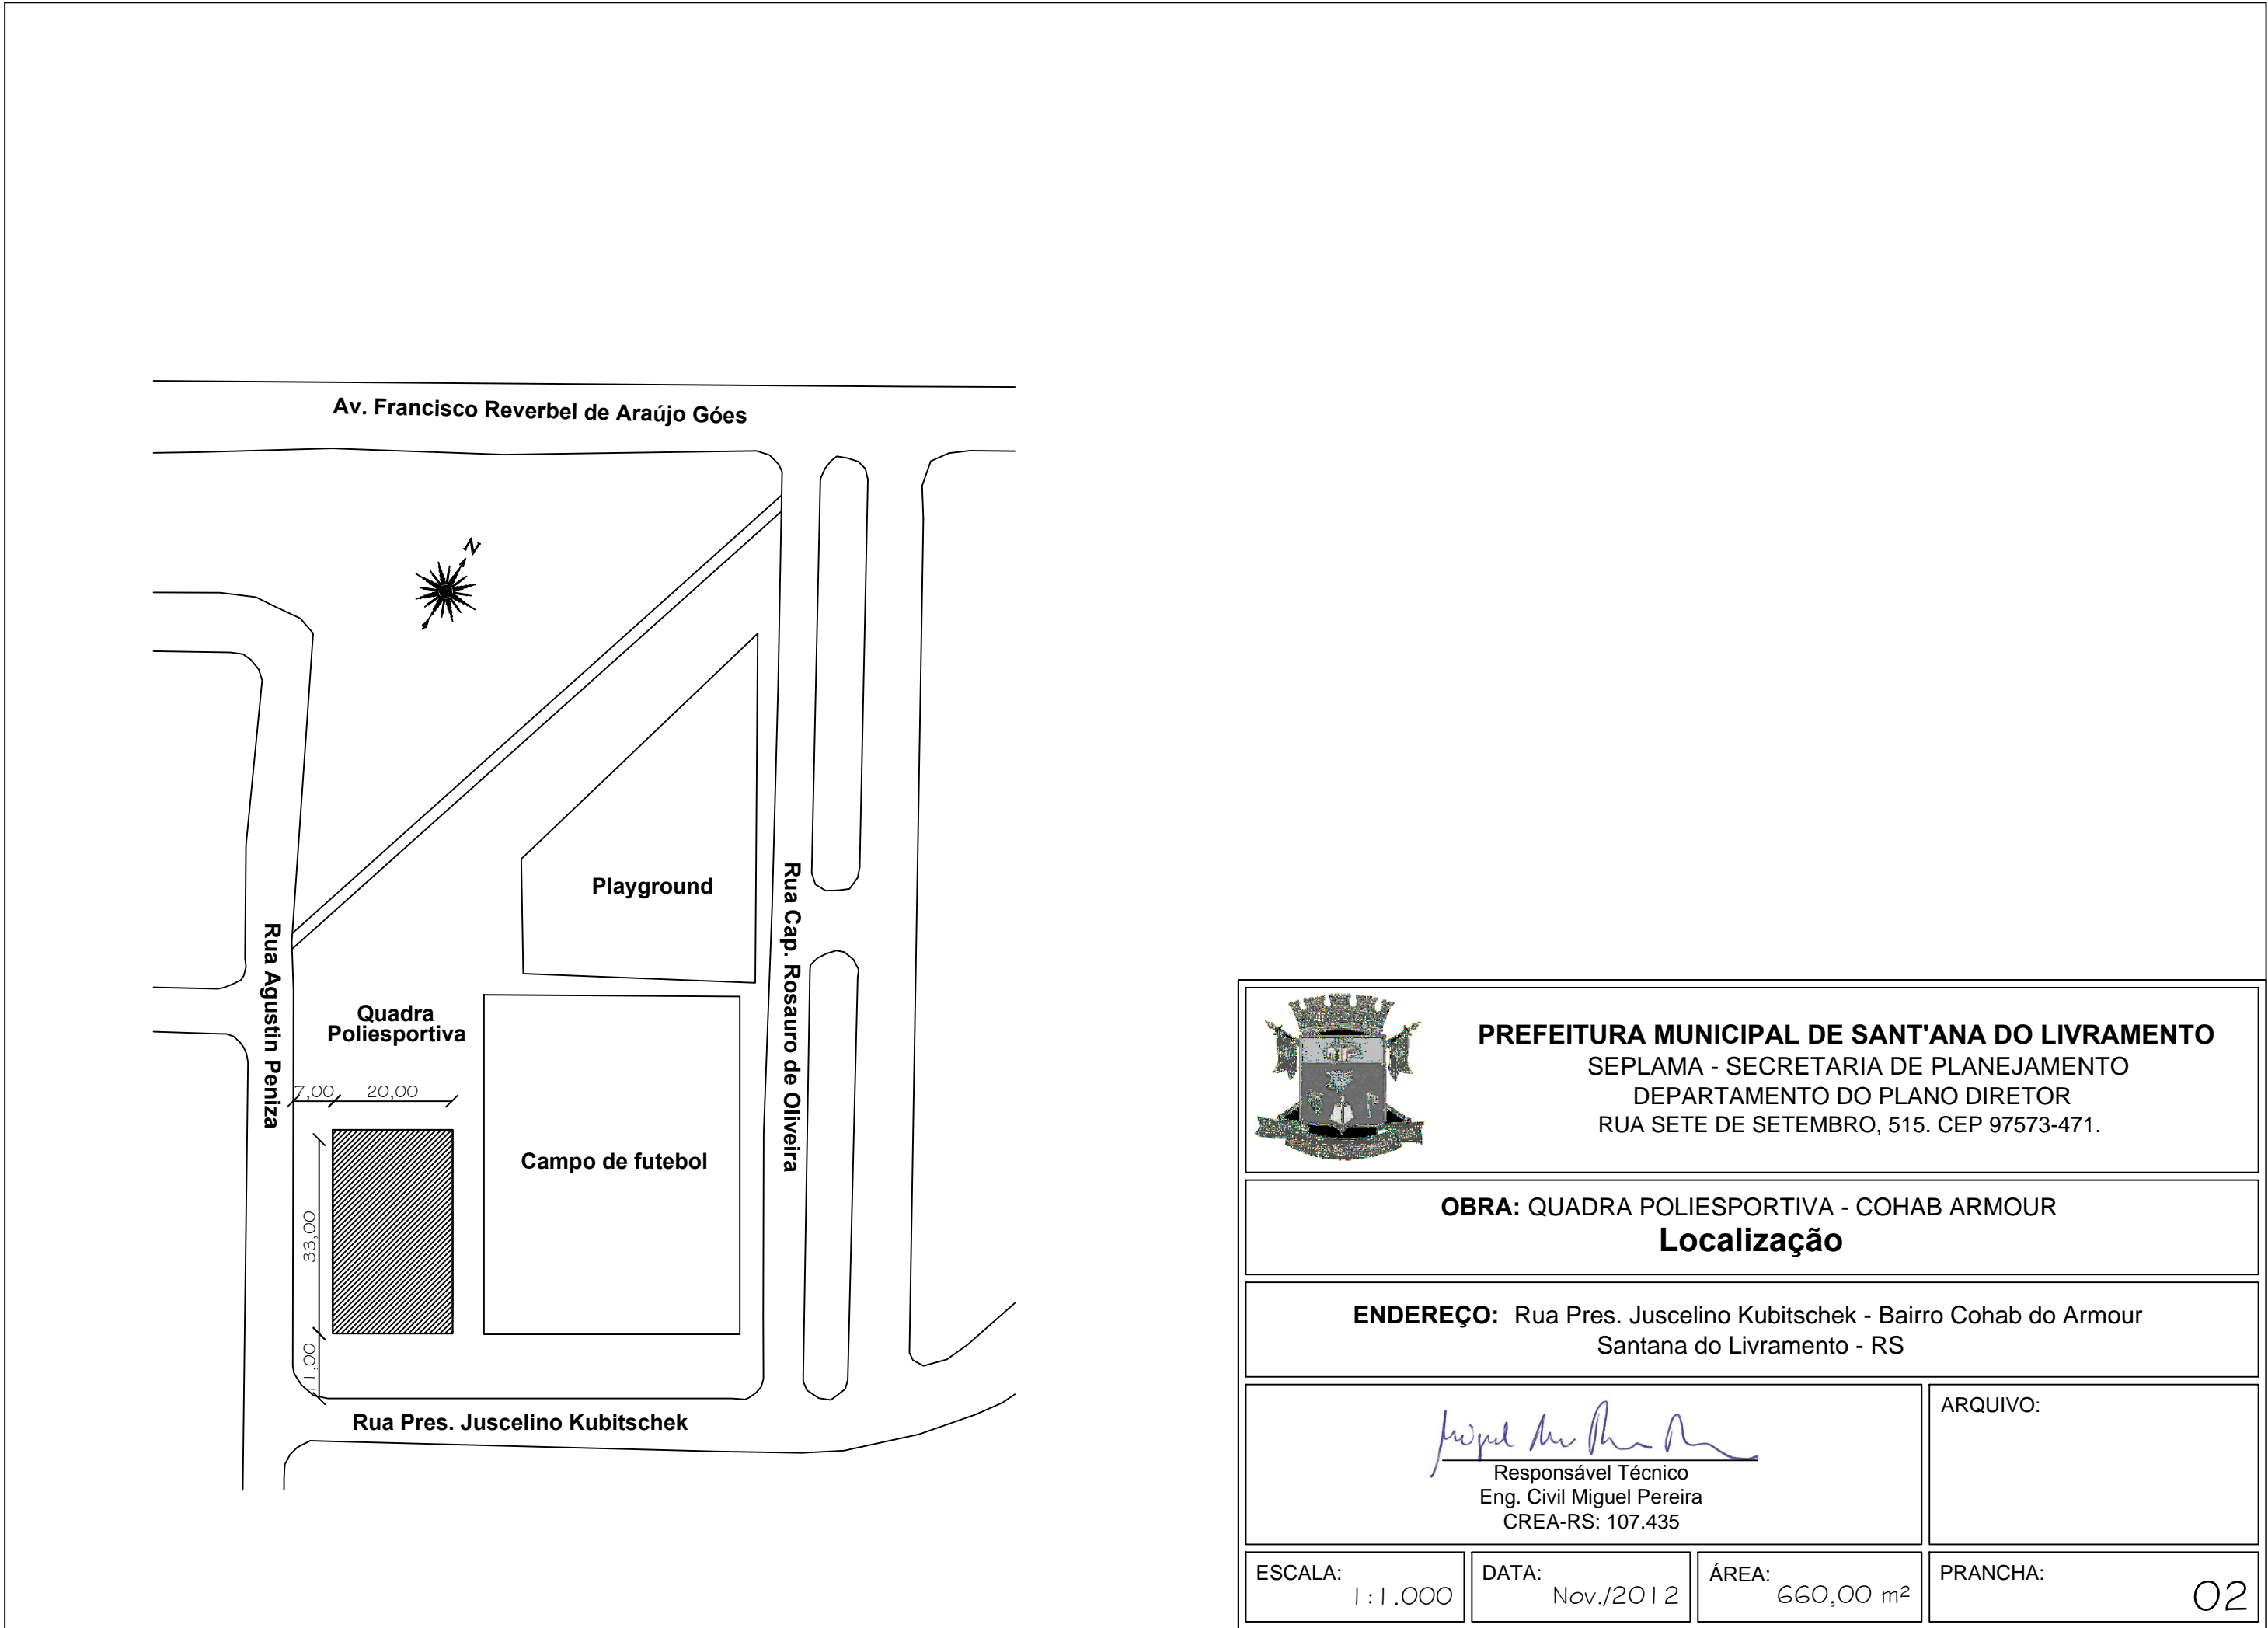 Av. Francisco Reverbel de Araújo Góes
N
Playground
Rua Cap. Rosauro de Oliveira
Rua Agustin Peniza
Quadra
Poliesportiva
7,00
20,00
Campo de futebol
33,00
11,00
Rua Pres. Juscelino Kubitschek
PREFEITURA MUNICIPAL DE SANT'ANA DO LIVRAMENTO
SEPLAMA - SECRETARIA DE PLANEJAMENTO
DEPARTAMENTO DO PLANO DIRETOR
RUA SETE DE SETEMBRO, 515. CEP 97573-471.
OBRA: QUADRA POLIESPORTIVA - COHAB ARMOUR
Localização
ENDEREÇO: Rua Pres. Juscelino Kubitschek - Bairro Cohab do Armour
Santana do Livramento - RS
Responsável Técnico
Eng. Civil Miguel Pereira
CREA-RS: 107.435
ARQUIVO:
ESCALA: 1:1.000
DATA: Nov./2012
ÁREA: 660,00 m²
PRANCHA: 02